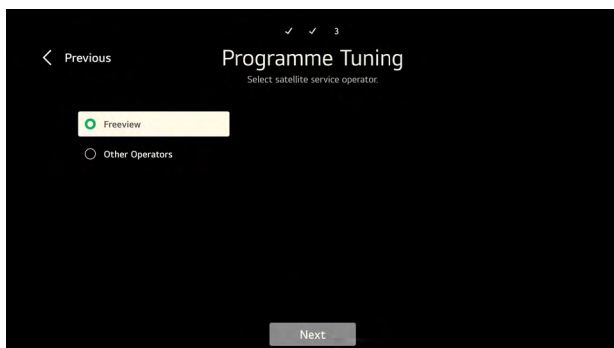 3
Previous
Programme Tuning
Select satellite service operator.
Freeview
Other Operators
Next